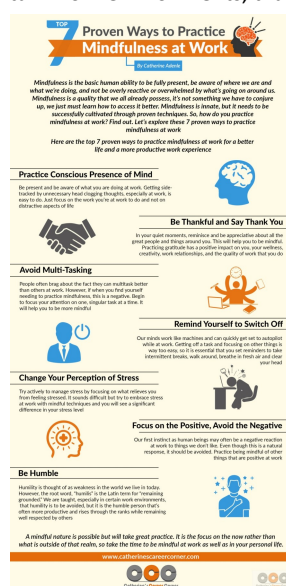 TOP
7
Proven Ways to Practice
Mindfulness at Work
By Catherine Adenle
Mindfulness is the basic human ability to be fully present, be aware of where we are and
what we're doing, and not be overly reactive or overwhelmed by what's going on around us.
Mindfulness is a quality that we all already possess, it's not something we have to conjure
up, we just must learn how to access it better. Mindfulness is innate, but it needs to be
successfully cultivated through proven techniques. So, how do you practice
mindfulness at work? Find out. Let's explore these 7 proven ways to practice
mindfulness at work
Here are the top 7 proven ways to practice mindfulness at work for a better
life and a more productive work experience
Practice Conscious Presence of Mind
Be present and be aware of what you are doing at work. Getting side-
tracked by unnecessary head clogging thoughts, especially at work, is
easy to do. Just focus on the work you're at work to do and not on
distractive aspects of life
Be Thankful and Say Thank You
In your quiet moments, reminisce and be appreciative about all the
great people and things around you. This will help you to be mindful.
Practicing gratitude has a positive impact on you, your wellness,
creativity, work relationships, and the quality of work that you do
Avoid Multi-Tasking
People often brag about the fact they can multitask better
than others at work. However, if when you find yourself
needing to practice mindfulness, this is a negative. Begin
to focus your attention on one, singular task at a time. It
will help you to be more mindful
Remind Yourself to Switch Off
Our minds work like machines and can quickly get set to autopilot
while at work. Getting off a task and focusing on other things is
way too easy, so it is essential that you set reminders to take
intermittent breaks, walk around, breathe in fresh air and clear
your head
Change Your Perception of Stress
Try actively to manage stress by focusing on what relieves you
from feeling stressed. It sounds difficult but try to embrace stress
at work with mindful techniques and you will see a significant
difference in your stress level
Focus on the Positive, Avoid the Negative
Our first instinct as human beings may often be a negative reaction
at work to things we don't like. Even though this is a natural
response, it should be avoided. Practice being mindful of other
things that are positive at work
Be Humble
Humility is thought of as weakness in the world we live in today.
However, the root word, "humilis" is the Latin term for "remaining
grounded." We are taught, especially in certain work environments,
that humility is to be avoided, but it is the humble person that's
often more productive and rises through the ranks while remaining
well respected by others
A mindful nature is possible but will take great practice. It is the focus on the now rather than
what is outside of that realm, so take the time to be mindful at work as well as in your personal life.
www.catherinescareercorner.com
Catherine's Career Corner